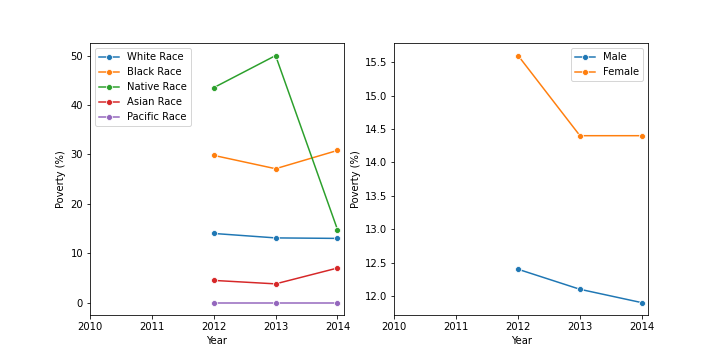 50
40
30
20
10
0
Poverty (%)
2010 2011 2012 2013 2014
Year
White Race
Black Race
Native Race
Asian Race
Pacific Race
15.5
15.0
14.5
14.0
13.5
13.0
12.5
12.0
Poverty (%)
2010 2011 2012 2013 2014
Year
Male
Female